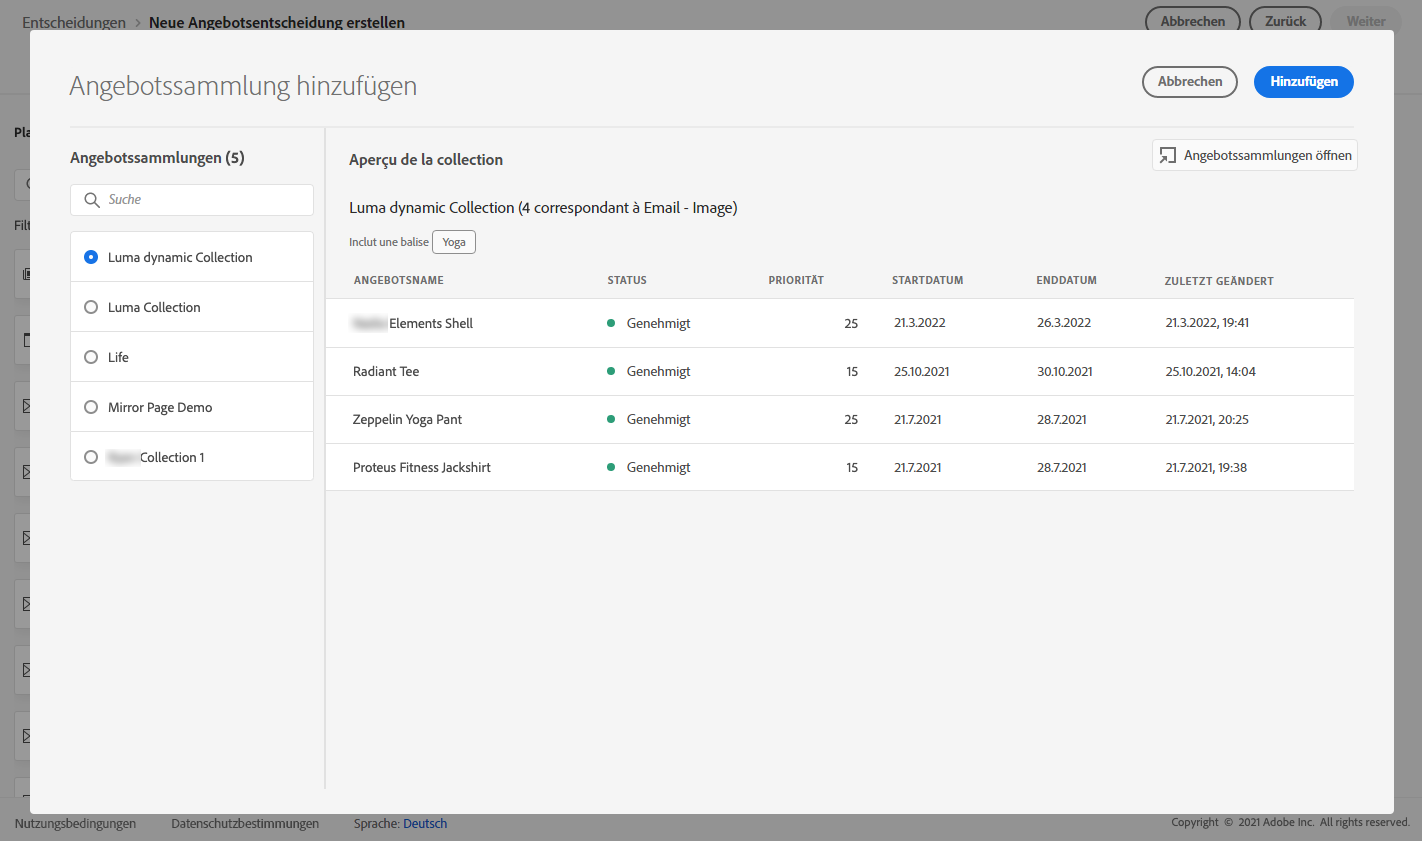 Entscheidungen > Neue Angebotsentscheidung erstellen
Abbrechen
Zurück
Weiter
Angebotssammlung hinzufügen
Abbrechen
Hinzufügen
Angebotssammlungen (5)
Suche
Luma dynamic Collection
Luma Collection
Life
Mirror Page Demo
Collection 1
Aperçu de la collection
Angebotssammlungen öffnen
Luma dynamic Collection (4 correspondant à Email - Image)
Inclut une balise Yoga
ANGEBOTSNAME STATUS PRIORITÄT STARTDATUM ENDDATUM ZULETZT GEÄNDERT
Elements Shell Genehmigt 25 21.3.2022 26.3.2022 21.3.2022, 19:41
Radiant Tee Genehmigt 15 25.10.2021 30.10.2021 25.10.2021, 14:04
Zeppelin Yoga Pant Genehmigt 25 21.7.2021 28.7.2021 21.7.2021, 20:25
Proteus Fitness Jackshirt Genehmigt 15 21.7.2021 28.7.2021 21.7.2021, 19:38
Nutzungsbedingungen Datenschutzbestimmungen Sprache: Deutsch
Copyright © 2021 Adobe Inc. All rights reserved.